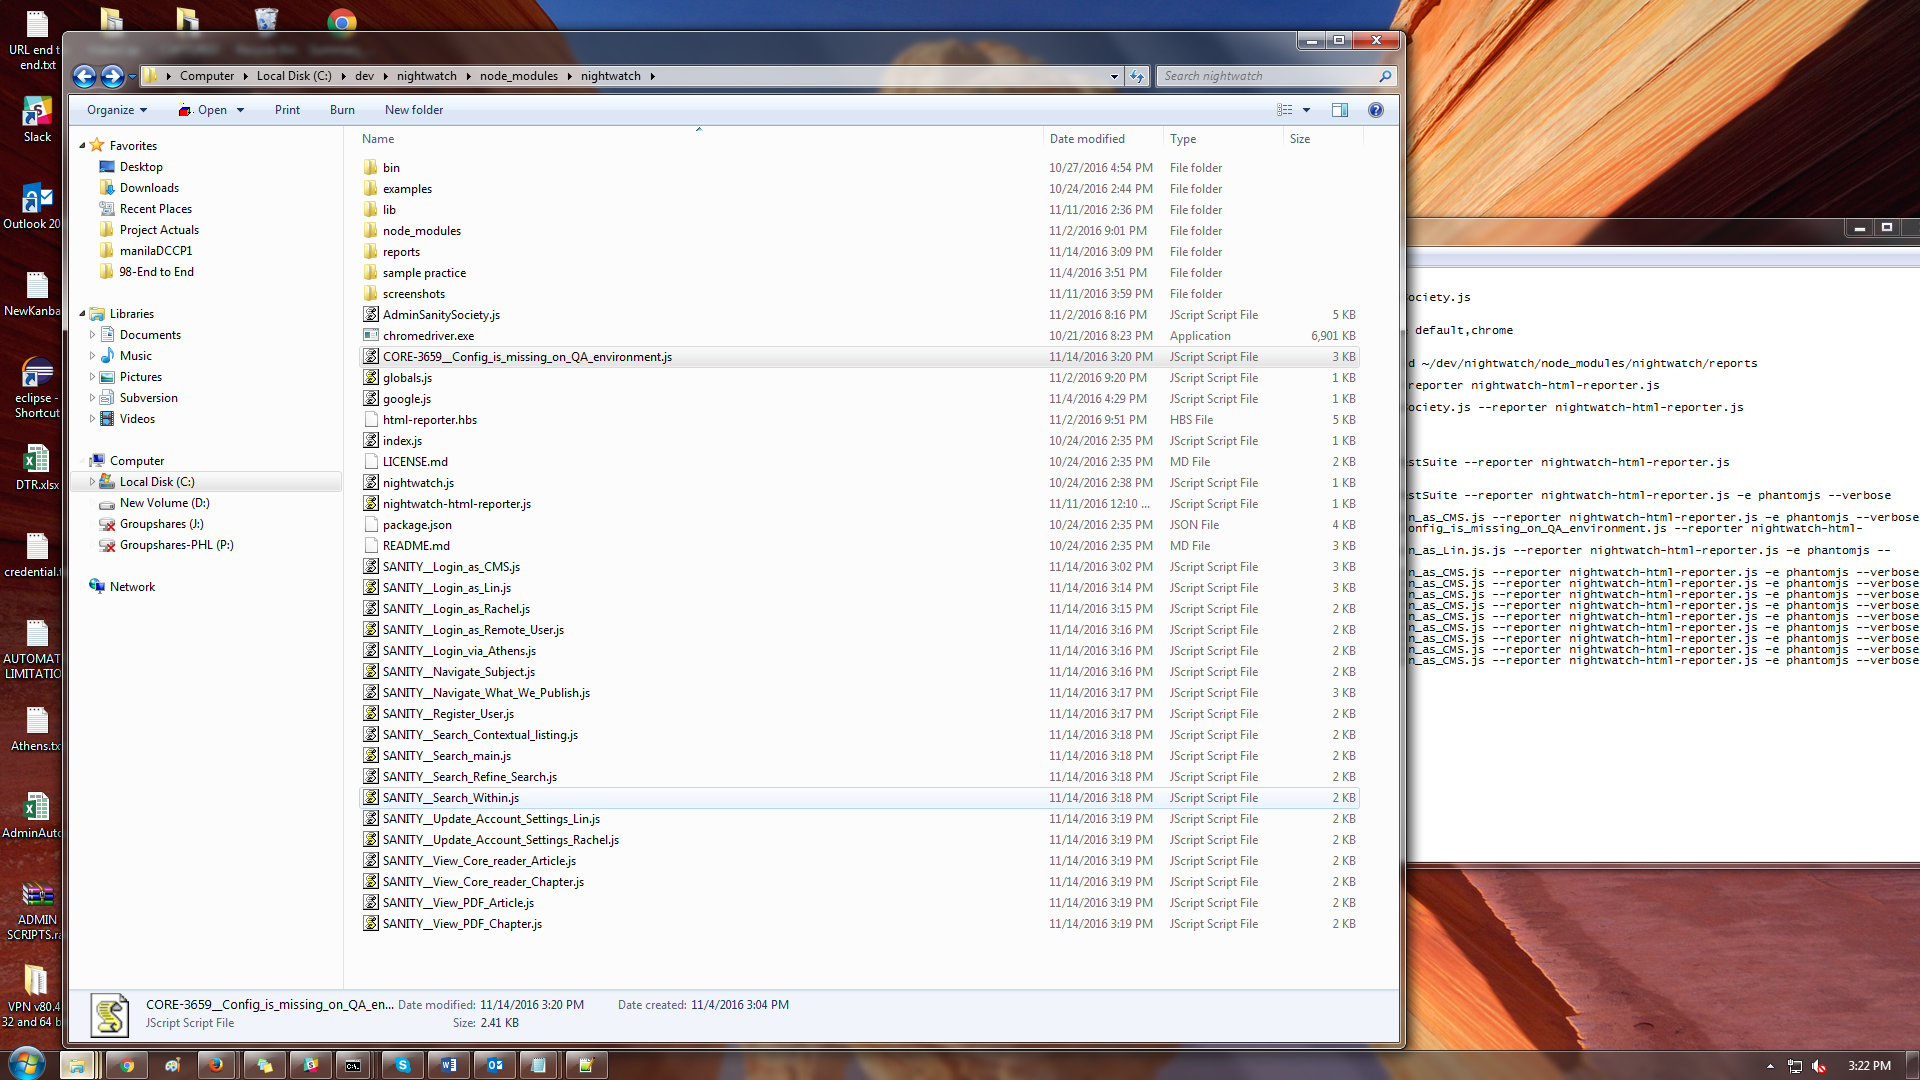 URL end t
end.txt
Slack
Outlook 20
NewKanba
eclipse -
Shortcut
DTR.xlsx
credential.
AUTOMAT
LIMITATIO
Athens.tx
AdminAuto
ADMIN
SCRIPTS.ra
VPN v80.4
32 and 64 b
Computer
Local Disk (C:)
dev
nightwatch
node_modules
nightwatch
Search nightwatch
Organize
Open
Print
Burn
New folder
Favorites
Desktop
Downloads
Recent Places
Project Actuals
manilaDCCP1
98-End to End
Libraries
Documents
Music
Pictures
Subversion
Videos
Computer
Local Disk (C:)
New Volume (D:)
Groupshares (J:)
Groupshares-PHL (P:)
Network
Name Date modified Type Size
bin 10/27/2016 4:54 PM File folder
examples 10/24/2016 2:44 PM File folder
lib 11/11/2016 2:36 PM File folder
node_modules 11/2/2016 9:01 PM File folder
reports 11/14/2016 3:09 PM File folder
sample practice 11/4/2016 3:51 PM File folder
screenshots 11/11/2016 3:59 PM File folder
AdminSanitySociety.js 11/2/2016 8:16 PM JScript Script File 5 KB
chromedriver.exe 10/21/2016 8:23 PM Application 6,901 KB
CORE-3659__Config_is_missing_on_QA_environment.js 11/14/2016 3:20 PM JScript Script File 3 KB
globals.js 11/2/2016 9:20 PM JScript Script File 1 KB
google.js 11/4/2016 4:29 PM JScript Script File 1 KB
html-reporter.hbs 11/2/2016 9:51 PM HBS File 5 KB
index.js 10/24/2016 2:35 PM JScript Script File 1 KB
LICENSE.md 10/24/2016 2:35 PM MD File 2 KB
nightwatch.js 10/24/2016 2:38 PM JScript Script File 1 KB
nightwatch-html-reporter.js 11/11/2016 12:10 ... JScript Script File 1 KB
package.json 10/24/2016 2:35 PM JSON File 4 KB
README.md 10/24/2016 2:35 PM MD File 3 KB
SANITY__Login_as_CMS.js 11/14/2016 3:02 PM JScript Script File 3 KB
SANITY__Login_as_Lin.js 11/14/2016 3:14 PM JScript Script File 3 KB
SANITY__Login_as_Rachel.js 11/14/2016 3:15 PM JScript Script File 2 KB
SANITY__Login_as_Remote_User.js 11/14/2016 3:16 PM JScript Script File 2 KB
SANITY__Login_via_Athens.js 11/14/2016 3:16 PM JScript Script File 2 KB
SANITY__Navigate_Subject.js 11/14/2016 3:16 PM JScript Script File 2 KB
SANITY__Navigate_What_We_Publish.js 11/14/2016 3:17 PM JScript Script File 3 KB
SANITY__Register_User.js 11/14/2016 3:17 PM JScript Script File 2 KB
SANITY__Search_Contextual_listing.js 11/14/2016 3:18 PM JScript Script File 2 KB
SANITY__Search_main.js 11/14/2016 3:18 PM JScript Script File 2 KB
SANITY__Search_Refine_Search.js 11/14/2016 3:18 PM JScript Script File 2 KB
SANITY__Search_Within.js 11/14/2016 3:18 PM JScript Script File 2 KB
SANITY__Update_Account_Settings_Lin.js 11/14/2016 3:19 PM JScript Script File 2 KB
SANITY__Update_Account_Settings_Rachel.js 11/14/2016 3:19 PM JScript Script File 2 KB
SANITY__View_Core_reader_Article.js 11/14/2016 3:19 PM JScript Script File 2 KB
SANITY__View_Core_reader_Chapter.js 11/14/2016 3:19 PM JScript Script File 2 KB
SANITY__View_PDF_Article.js 11/14/2016 3:19 PM JScript Script File 2 KB
SANITY__View_PDF_Chapter.js 11/14/2016 3:19 PM JScript Script File 2 KB
CORE-3659__Config_is_missing_on_QA_en... Date modified: 11/14/2016 3:20 PM Date created: 11/4/2016 3:04 PM
JScript Script File Size: 2.41 KB
ociety.js
default,chrome
d ~/dev/nightwatch/node_modules/nightwatch/reports
reporter nightwatch-html-reporter.js
ociety.js --reporter nightwatch-html-reporter.js
stSuite --reporter nightwatch-html-reporter.js
stSuite --reporter nightwatch-html-reporter.js -e phantomjs --verbose
n_as_CMS.js --reporter nightwatch-html-reporter.js -e phantomjs --verbose
onfig_is_missing_on_QA_environment.js --reporter nightwatch-html-
n_as_Lin.js.js --reporter nightwatch-html-reporter.js -e phantomjs --
n_as_CMS.js --reporter nightwatch-html-reporter.js -e phantomjs --verbose
n_as_CMS.js --reporter nightwatch-html-reporter.js -e phantomjs --verbose
n_as_CMS.js --reporter nightwatch-html-reporter.js -e phantomjs --verbose
n_as_CMS.js --reporter nightwatch-html-reporter.js -e phantomjs --verbose
n_as_CMS.js --reporter nightwatch-html-reporter.js -e phantomjs --verbose
n_as_CMS.js --reporter nightwatch-html-reporter.js -e phantomjs --verbose
n_as_CMS.js --reporter nightwatch-html-reporter.js -e phantomjs --verbose
n_as_CMS.js --reporter nightwatch-html-reporter.js -e phantomjs --verbose
n_as_CMS.js --reporter nightwatch-html-reporter.js -e phantomjs --verbose
3:22 PM